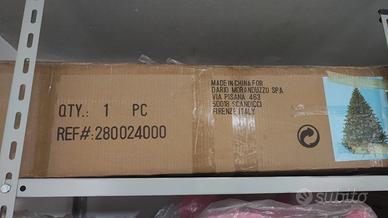 QTY.: 1 PC
REF#:280024000
MADE IN CHINA FOR
DARIO MORANDUZZO SPA
VIA PISANA 463
50018 SCANDICCI
FIRENZE ITALY
subito